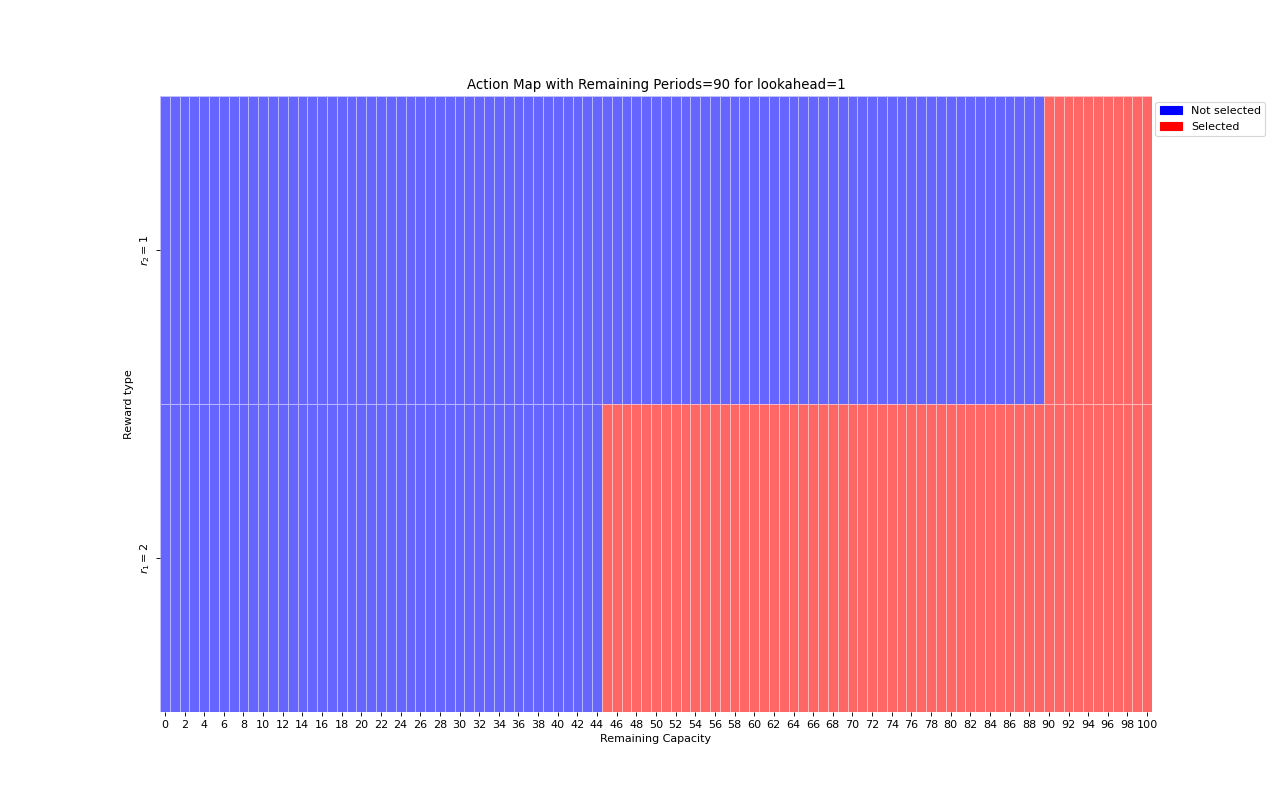 Action Map with Remaining Periods=90 for lookahead=1
Not selected
Selected
r₂ = 1
Reward type
r₁ = 2
0 2 4 6 8 10 12 14 16 18 20 22 24 26 28 30 32 34 36 38 40 42 44 46 48 50 52 54 56 58 60 62 64 66 68 70 72 74 76 78 80 82 84 86 88 90 92 94 96 98 100
Remaining Capacity